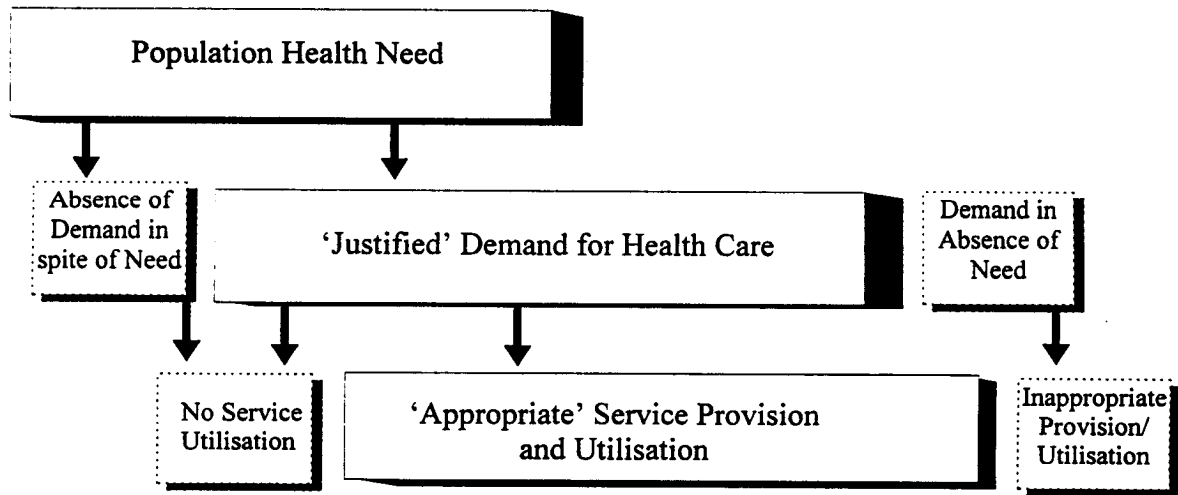 Population Health Need
Absence of
Demand in
spite of Need
‘Justified’ Demand for Health Care
Demand in
Absence of
Need
No Service
Utilisation
‘Appropriate’ Service Provision
and Utilisation
Inappropriate
Provision/
Utilisation